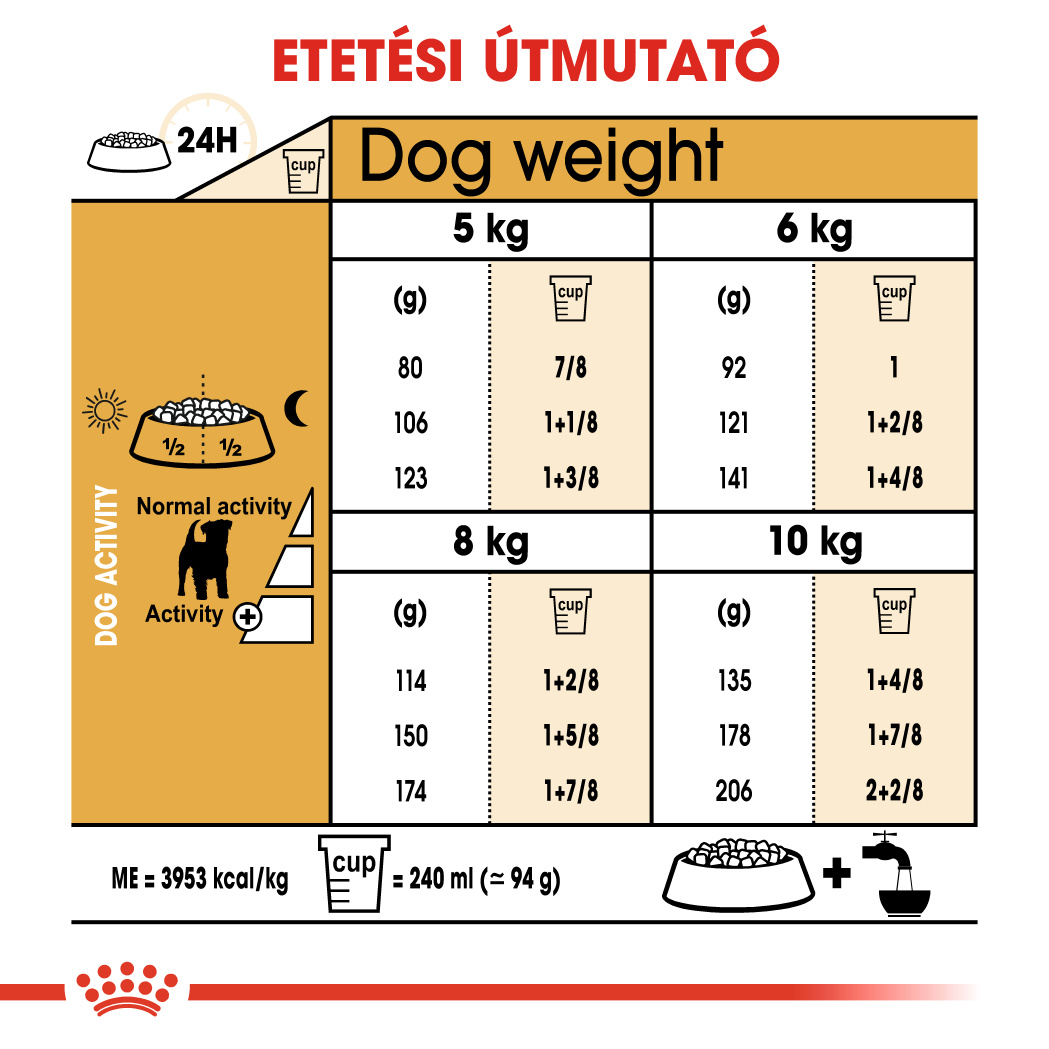 ETETÉSI ÚTMUTATÓ
24H
cup
Dog weight
5 kg 6 kg
(g) cup (g) cup
80 7/8 92 1
106 1+1/8 121 1+2/8
123 1+3/8 141 1+4/8
½ ½
DOG ACTIVITY
Normal activity
Activity +
8 kg 10 kg
(g) cup (g) cup
114 1+2/8 135 1+4/8
150 1+5/8 178 1+7/8
174 1+7/8 206 2+2/8
ME = 3953 kcal/kg cup = 240 ml (≃ 94 g) +